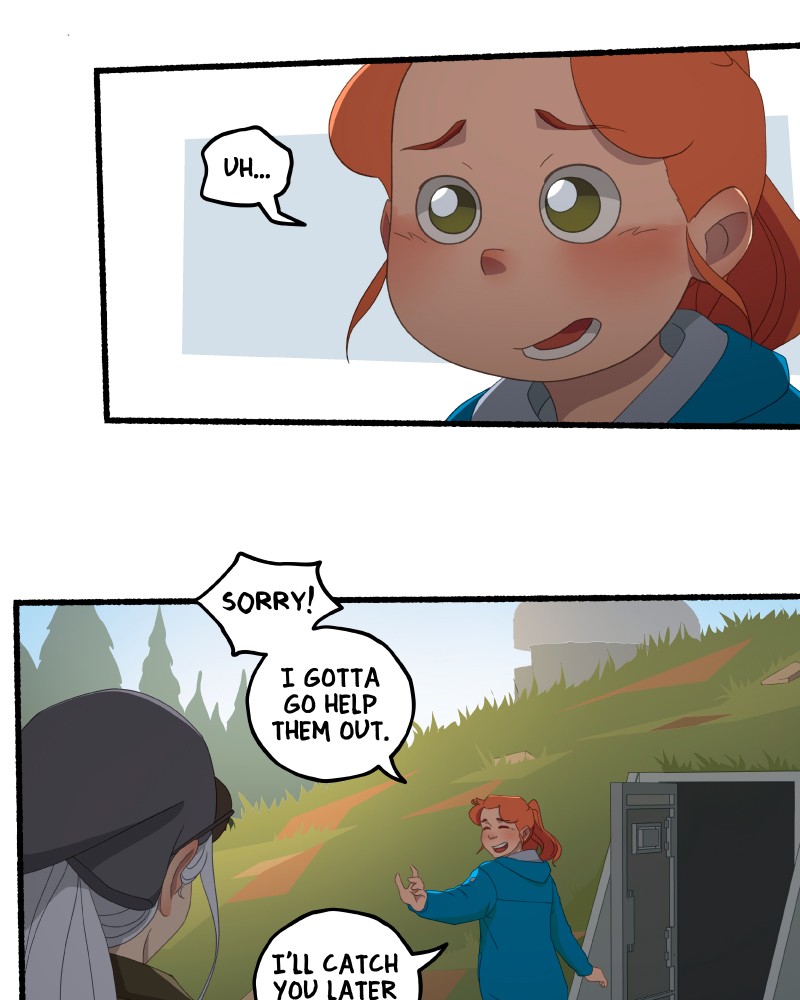 UH...
SORRY!
I GOTTA
GO HELP
THEM OUT.
I'LL CATCH
YOU LATER